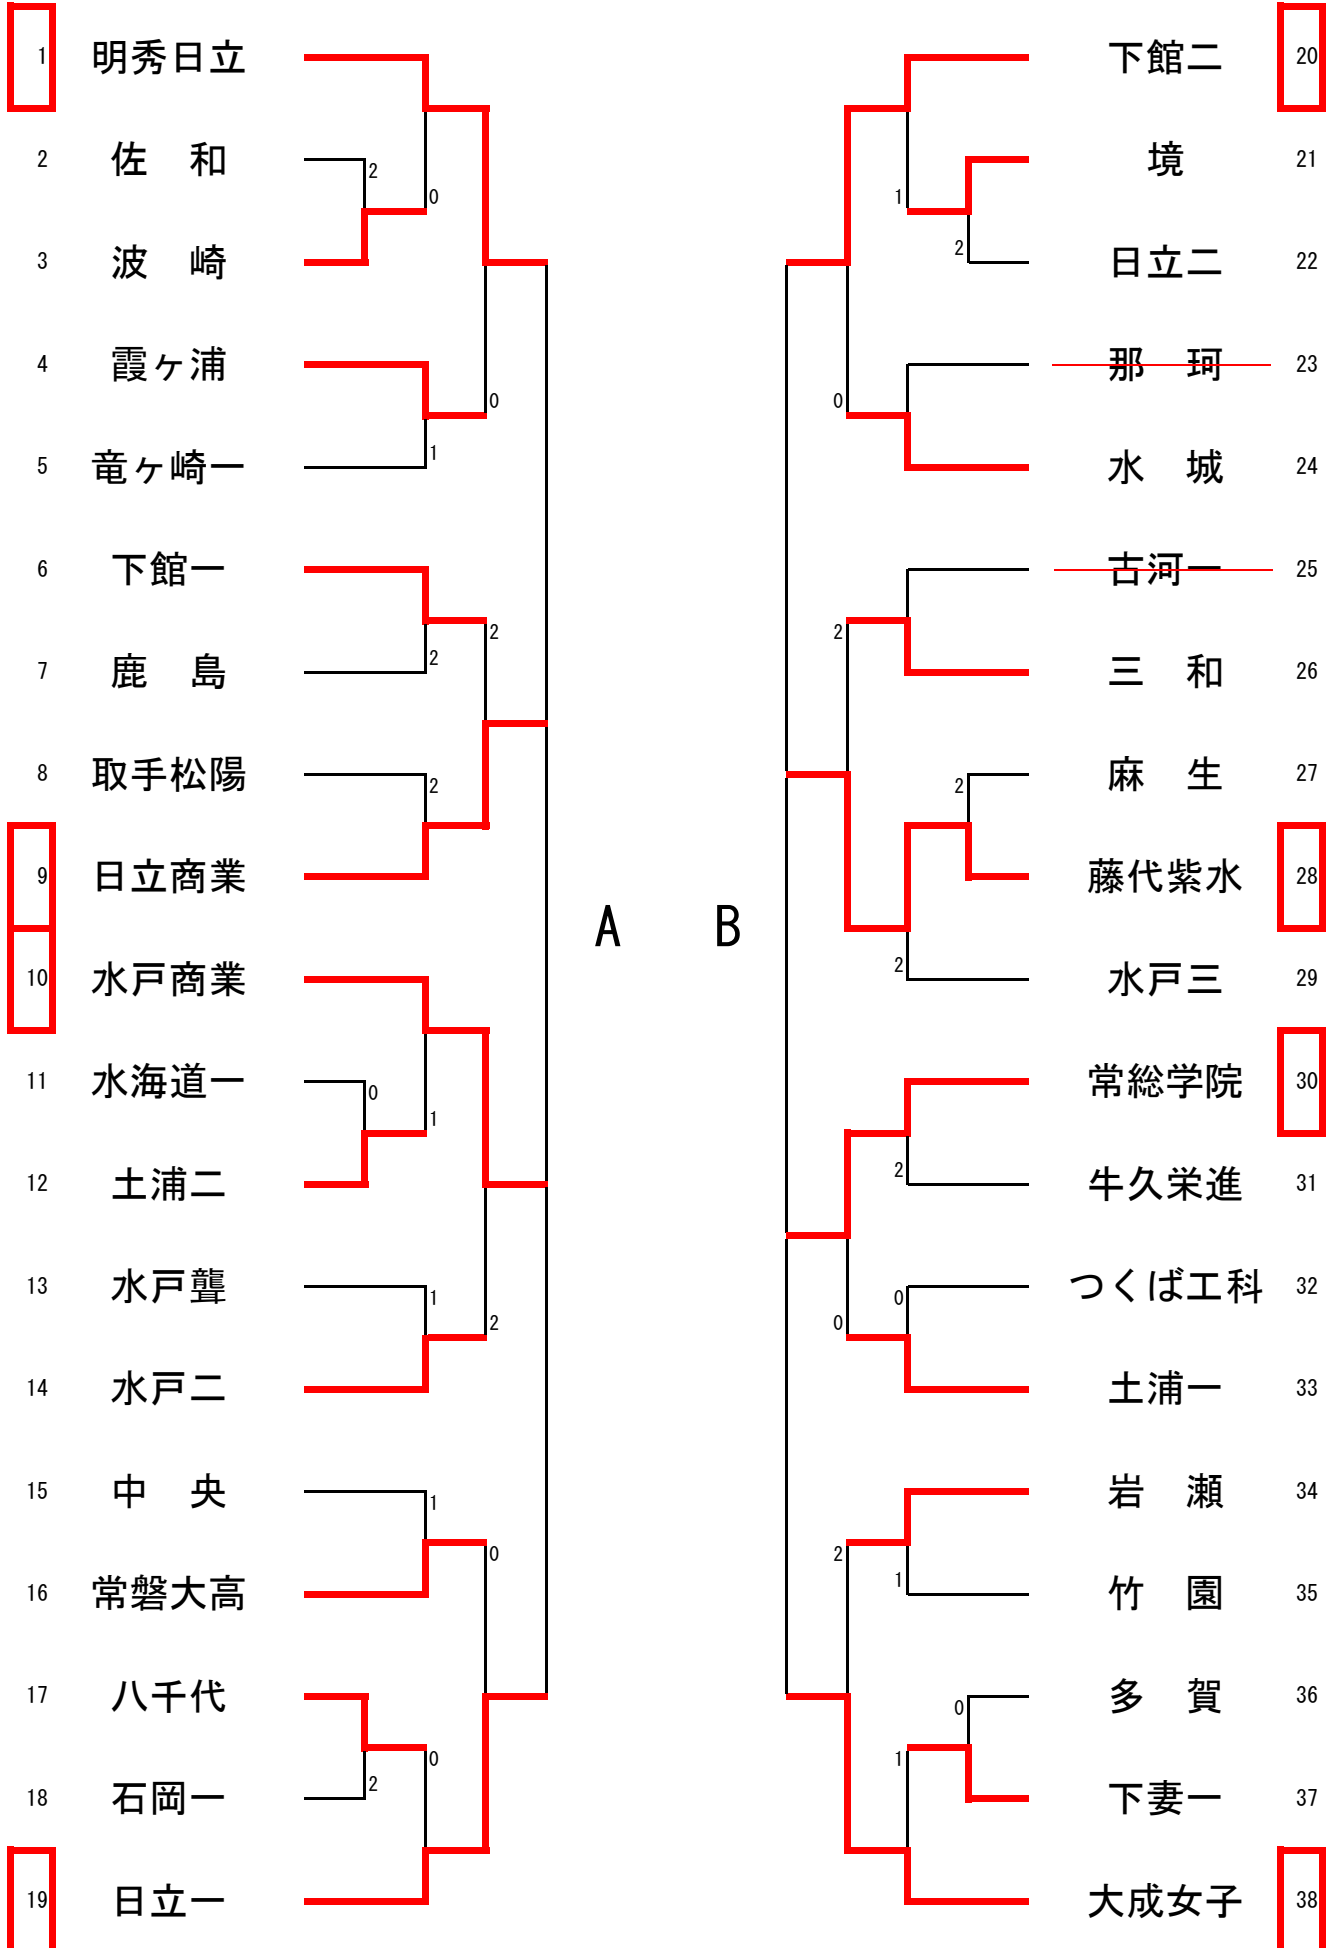 1 明秀日立
2 佐　和
3 波　崎
4 霞ヶ浦
5 竜ヶ崎一
6 下館一
7 鹿　島
8 取手松陽
9 日立商業
10 水戸商業
11 水海道一
12 土浦二
13 水戸聾
14 水戸二
15 中　央
16 常磐大高
17 八千代
18 石岡一
19 日立一
2
0
0
1
2
2
2
0
1
1
2
1
0
0
2
A B
1
2
0
2
2
2
2
0
0
2
1
0
1
下館二 20
境 21
日立二 22
那　珂 23
水　城 24
古河一 25
三　和 26
麻　生 27
藤代紫水 28
水戸三 29
常総学院 30
牛久栄進 31
つくば工科 32
土浦一 33
岩　瀬 34
竹　園 35
多　賀 36
下妻一 37
大成女子 38